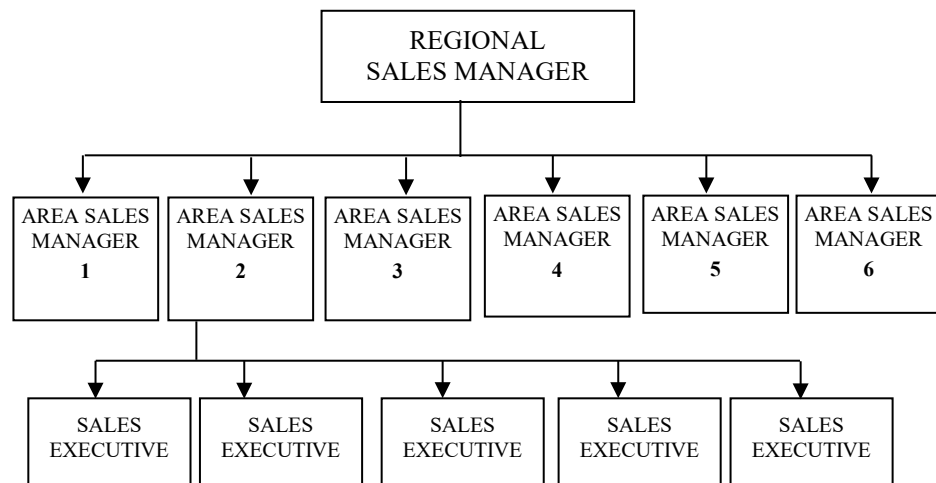 REGIONAL
SALES MANAGER
AREA SALES
MANAGER
1
AREA SALES
MANAGER
2
AREA SALES
MANAGER
3
AREA SALES
MANAGER
4
AREA SALES
MANAGER
5
AREA SALES
MANAGER
6
SALES
EXECUTIVE
SALES
EXECUTIVE
SALES
EXECUTIVE
SALES
EXECUTIVE
SALES
EXECUTIVE